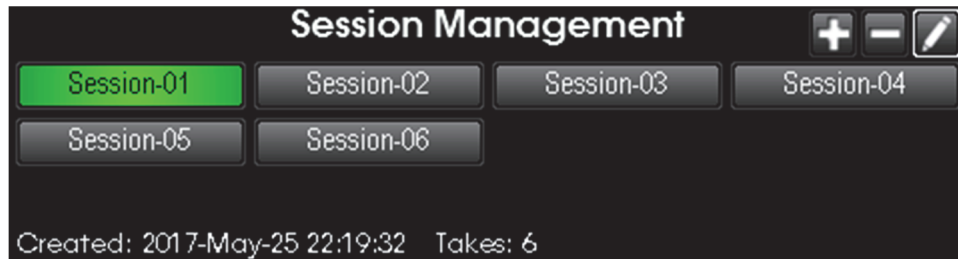 Session Management
Session-01 Session-02 Session-03 Session-04
Session-05 Session-06
Created: 2017-May-25 22:19:32 Takes: 6